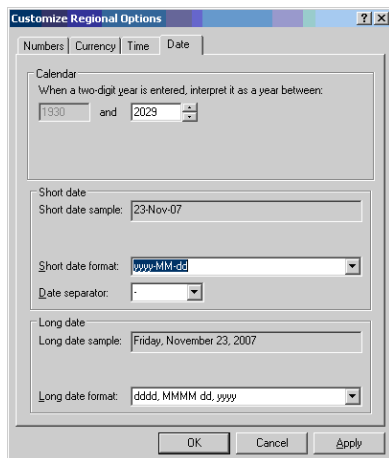 Customize Regional Options
Numbers Currency Time Date
Calendar
When a two-digit year is entered, interpret it as a year between:
1930 and 2029
Short date
Short date sample: 23-Nov-07
Short date format: yyyy-MM-dd
Date separator: -
Long date
Long date sample: Friday, November 23, 2007
Long date format: dddd, MMMM dd, yyyy
OK Cancel Apply